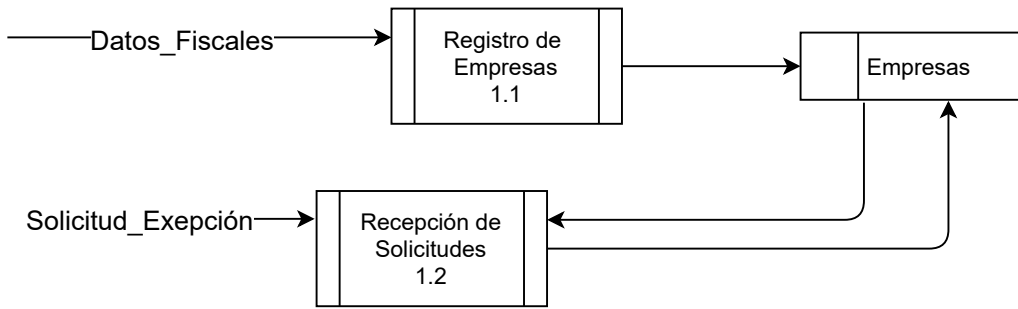 Datos_Fiscales
Registro de
Empresas
1.1
Empresas
Solicitud_Exepción
Recepción de
Solicitudes
1.2